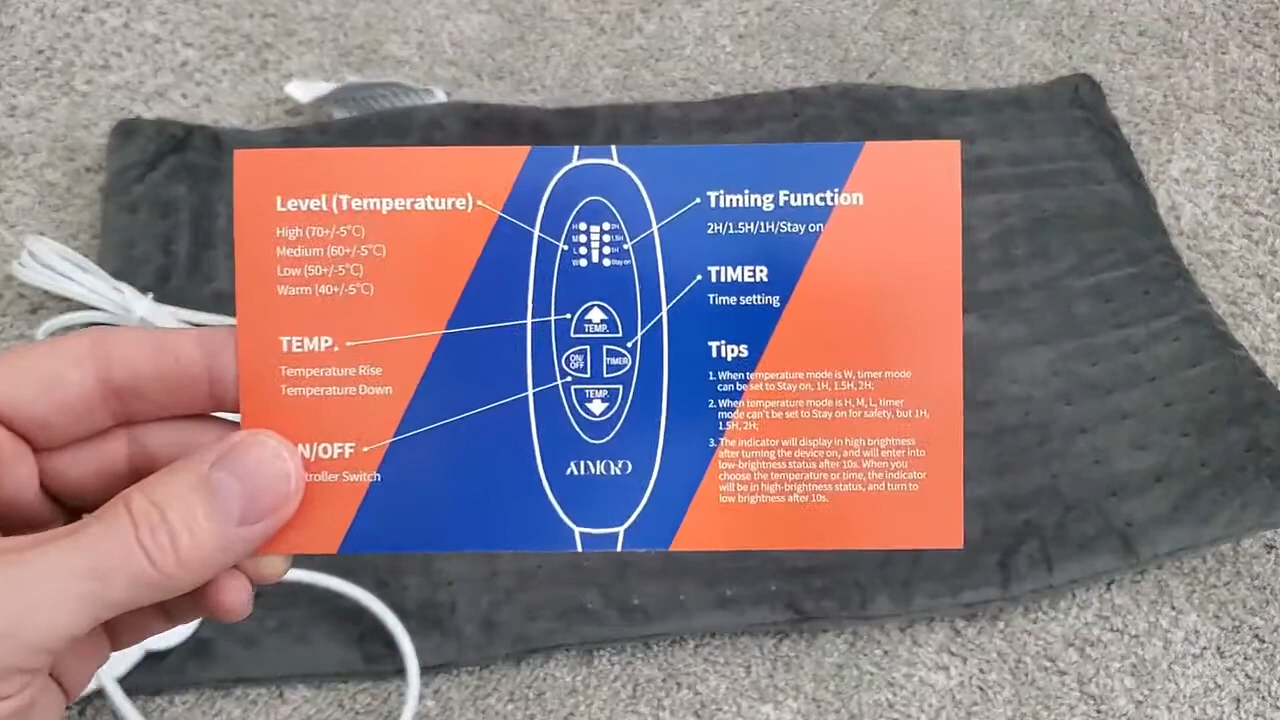 Level (Temperature)
High (70+/-5°C)
Medium (60+/-5°C)
Low (50+/-5°C)
Warm (40+/-5°C)
TEMP.
Temperature Rise
Temperature Down
N/OFF
troller Switch
H
2H
M
1.5H
L
1H
W
Stay on
TEMP.
ON/
OFF
TIMER
TEMP.
Timing Function
2H/1.5H/1H/Stay on
TIMER
Time setting
Tips
1. When temperature mode is W, timer mode
can be set to Stay on, 1H, 1.5H, 2H;
2. When temperature mode is H, M, L, timer
mode can't be set to Stay on for safety, but 1H,
1.5H, 2H;
3. The indicator will display in high brightness
after turning the device on, and will enter into
low-brightness status after 10s. When you
choose the temperature or time, the indicator
will be in high-brightness status, and turn to
low brightness after 10s.